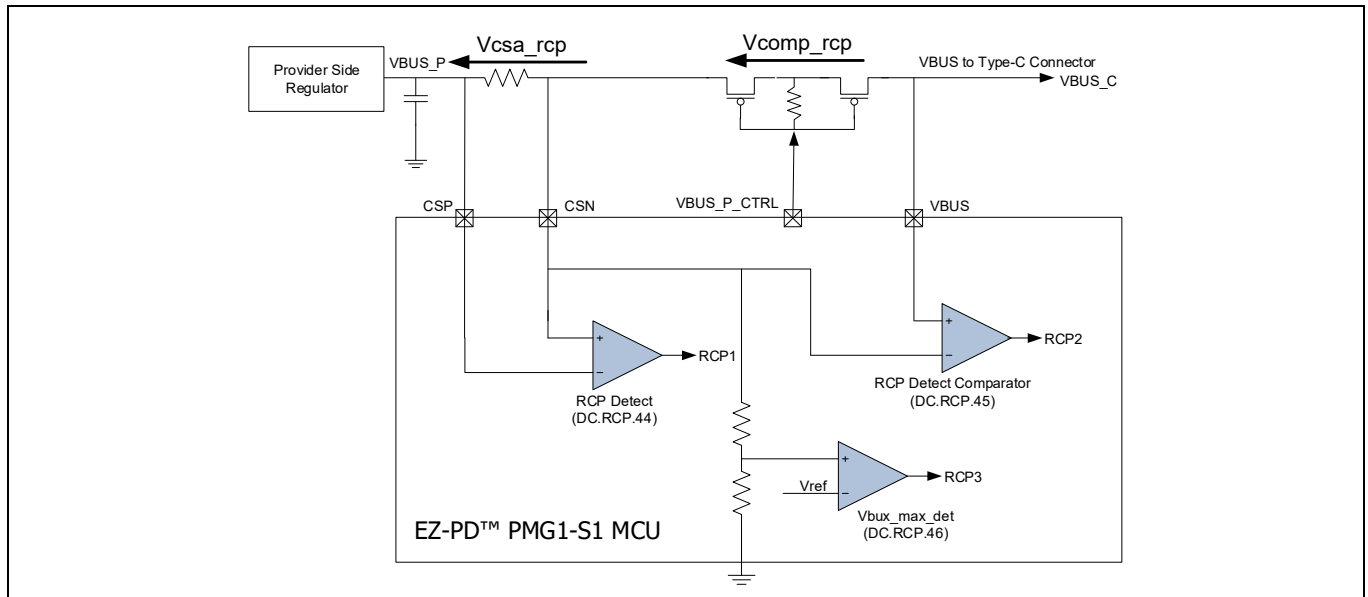 Vcsa_rcp
Vcomp_rcp
Provider Side
Regulator
VBUS_P
VBUS to Type-C Connector
VBUS_C
CSP
CSN
VBUS_P_CTRL
VBUS
+
-
RCP1
RCP Detect
(DC.RCP.44)
+
-
RCP2
RCP Detect Comparator
(DC.RCP.45)
+
-
Vref
RCP3
Vbux_max_det
(DC.RCP.46)
EZ-PD™ PMG1-S1 MCU